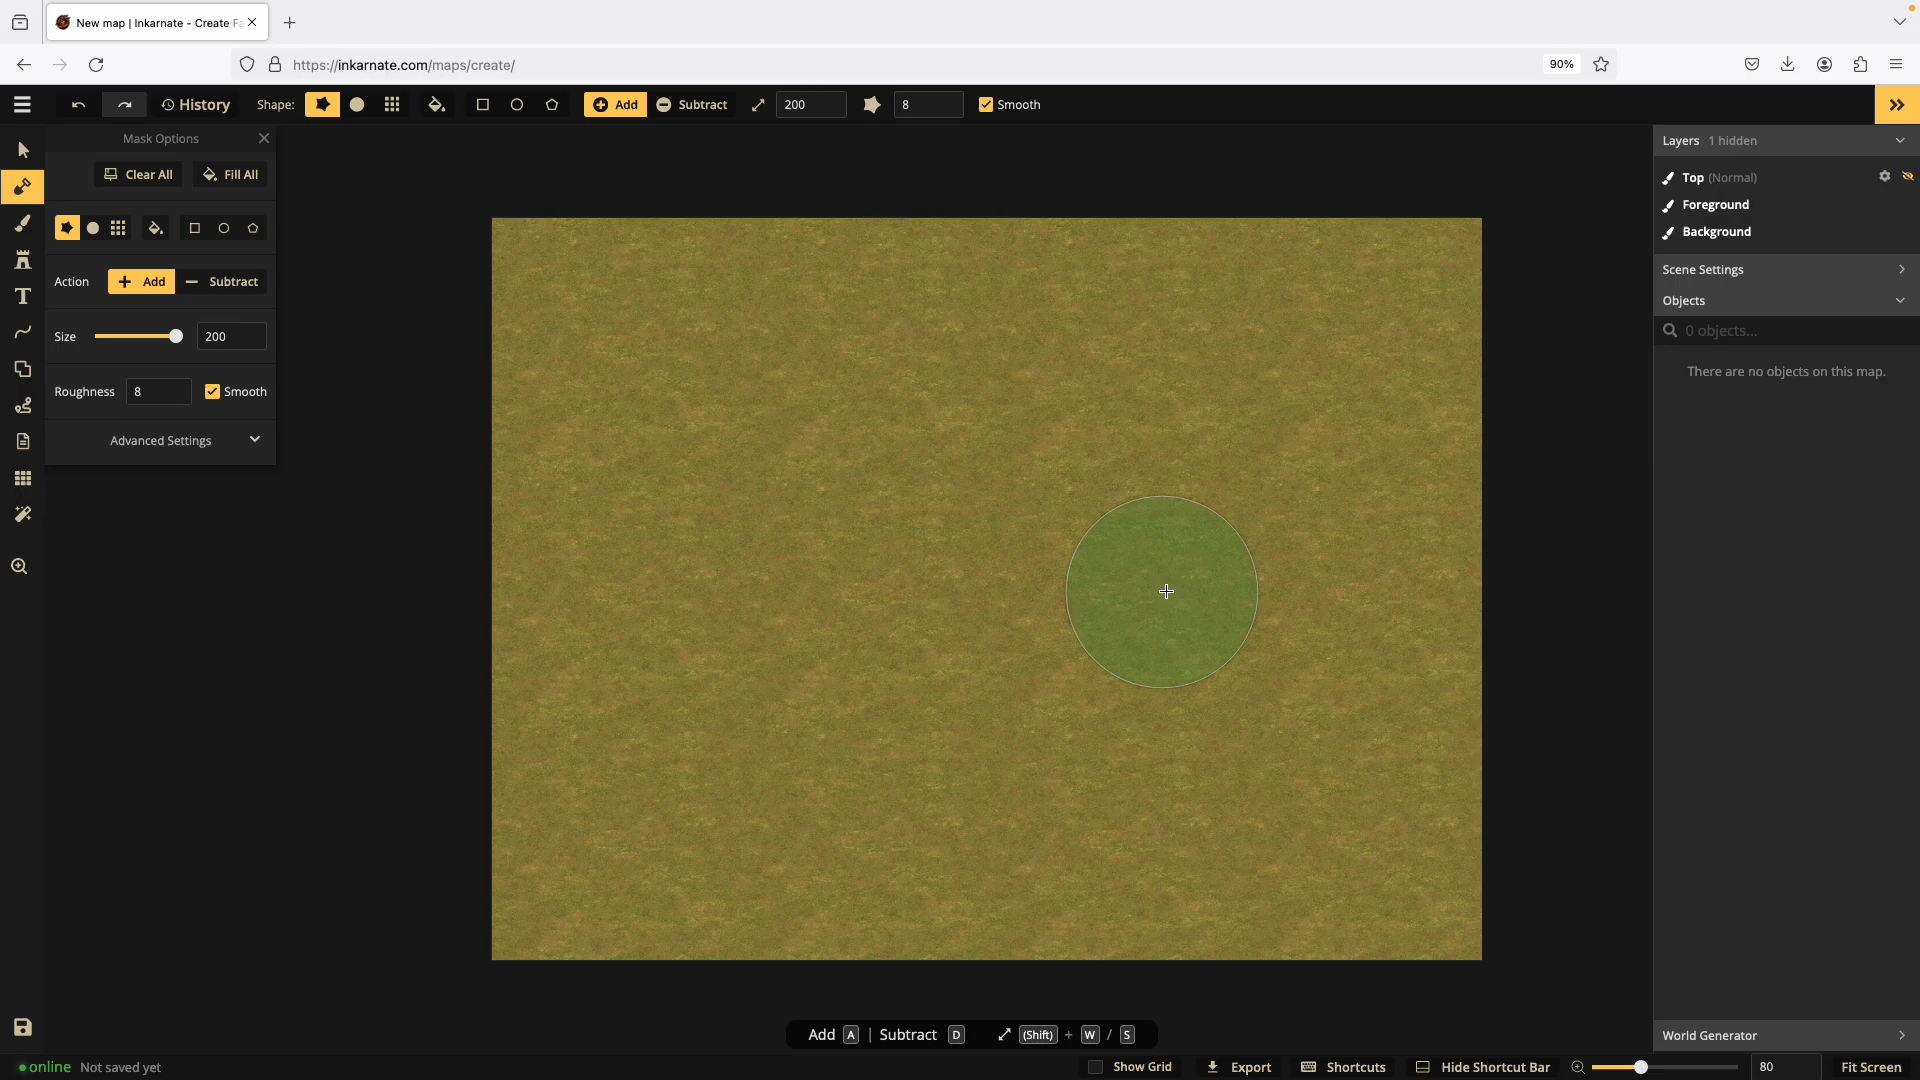 New map | Inkarnate - Create Fa
https://inkarnate.com/maps/create/
90%
History
Shape:
Add
Subtract
200
8
Smooth
Mask Options
Clear All
Fill All
Action
Add
Subtract
Size
200
Roughness
8
Smooth
Advanced Settings
Layers 1 hidden
Top (Normal)
Foreground
Background
Scene Settings
Objects
0 objects...
There are no objects on this map.
World Generator
Add A | Subtract D (Shift) + W / S
online Not saved yet
Show Grid
Export
Shortcuts
Hide Shortcut Bar
80
Fit Screen